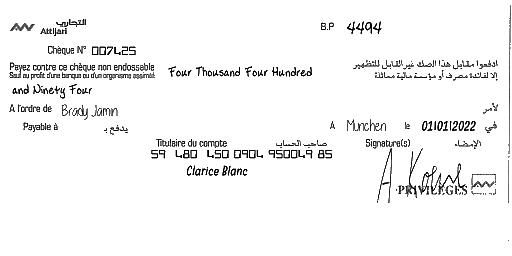 التجاري
Attijari
B.P 4494
Chèque N° 007425
Payez contre ce chèque non endossable
Sauf au profit d'une banque ou d'un organisme assimilé
Four Thousand Four Hundred
ادفعوا مقابل هذا الصك غير القابل للتظهير
إلا لفائدة مصرف أو مؤسسة مالية مماثلة
and Ninety Four
A l'ordre de Brady Jamin
لأمر
Payable à
يدفع بـ
A Munchen le 01/01/2022 في
Titulaire du compte صاحب الحساب
Signature(s) الإمضاء
59 480 450 0904 950049 85
Clarice Blanc
PRIVILEGES